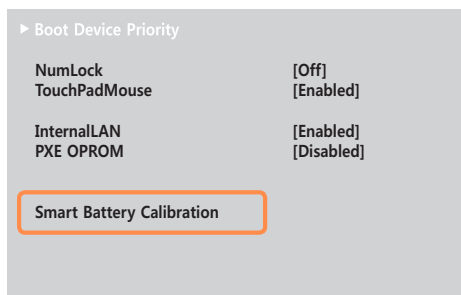 ▶ Boot Device Priority
NumLock [Off]
TouchPadMouse [Enabled]
InternalLAN [Enabled]
PXE OPROM [Disabled]
Smart Battery Calibration